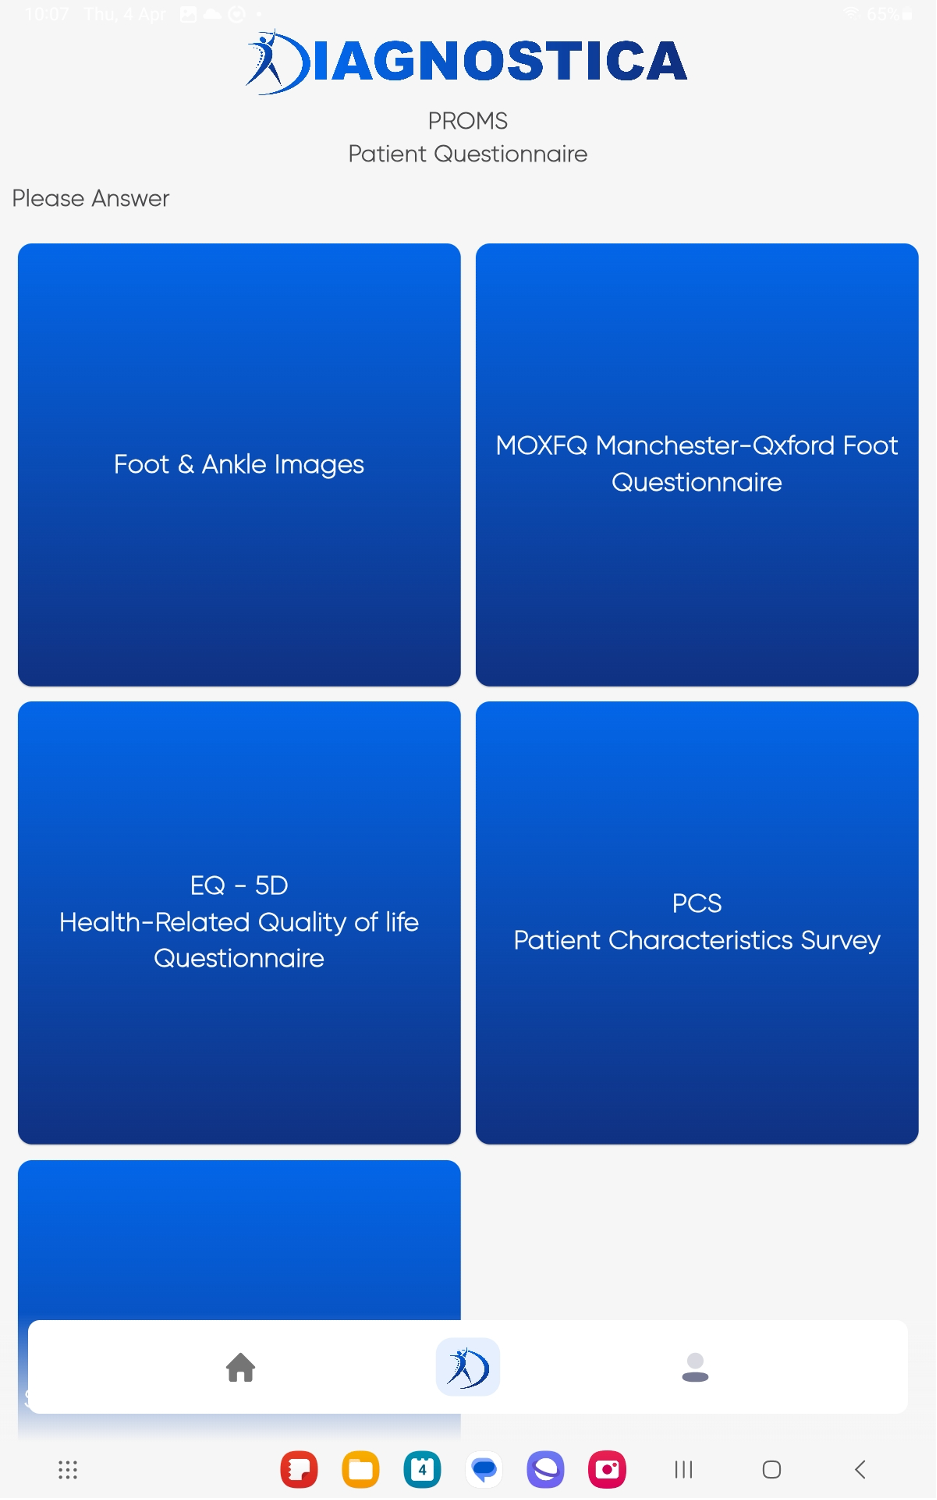 10:07 Thu, 4 Apr 65%
DIAGNOSTICA
PROMS
Patient Questionnaire
Please Answer
Foot & Ankle Images
MOXFQ Manchester-Qxford Foot
Questionnaire
EQ - 5D
Health-Related Quality of life
Questionnaire
PCS
Patient Characteristics Survey
4